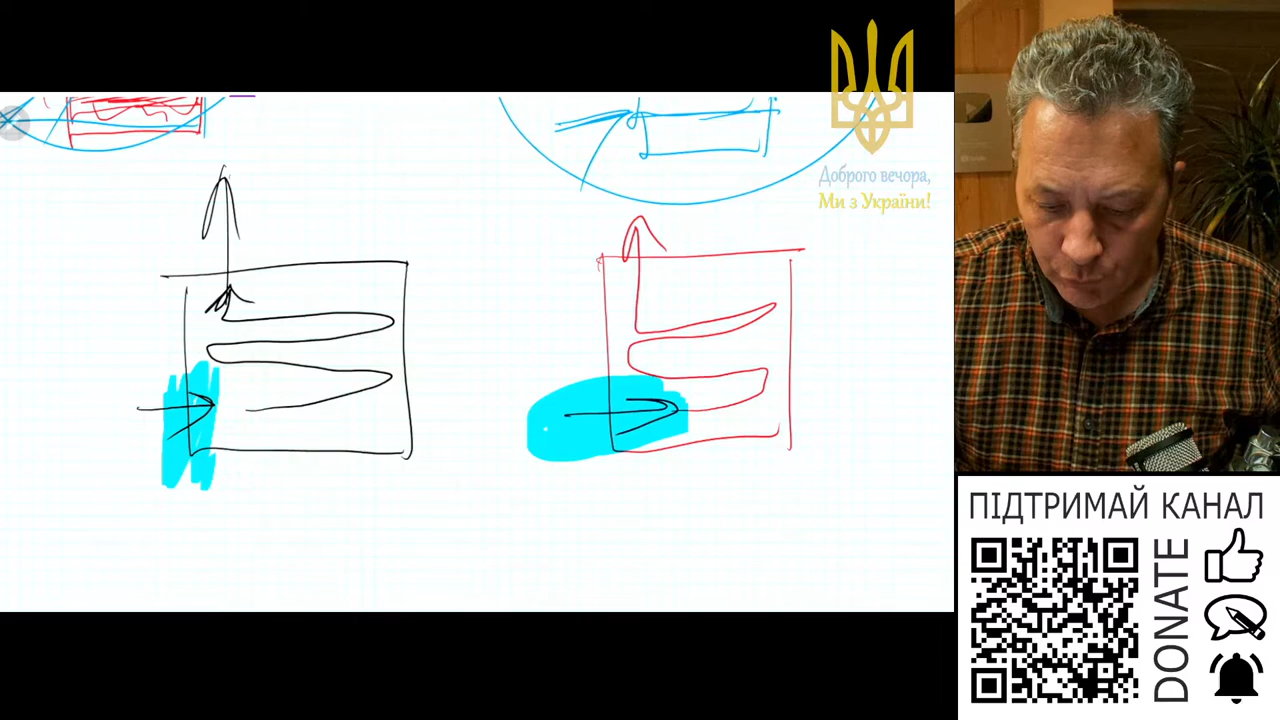 Доброго вечора,
Ми з України!
ПІДТРИМАЙ КАНАЛ
DONATE